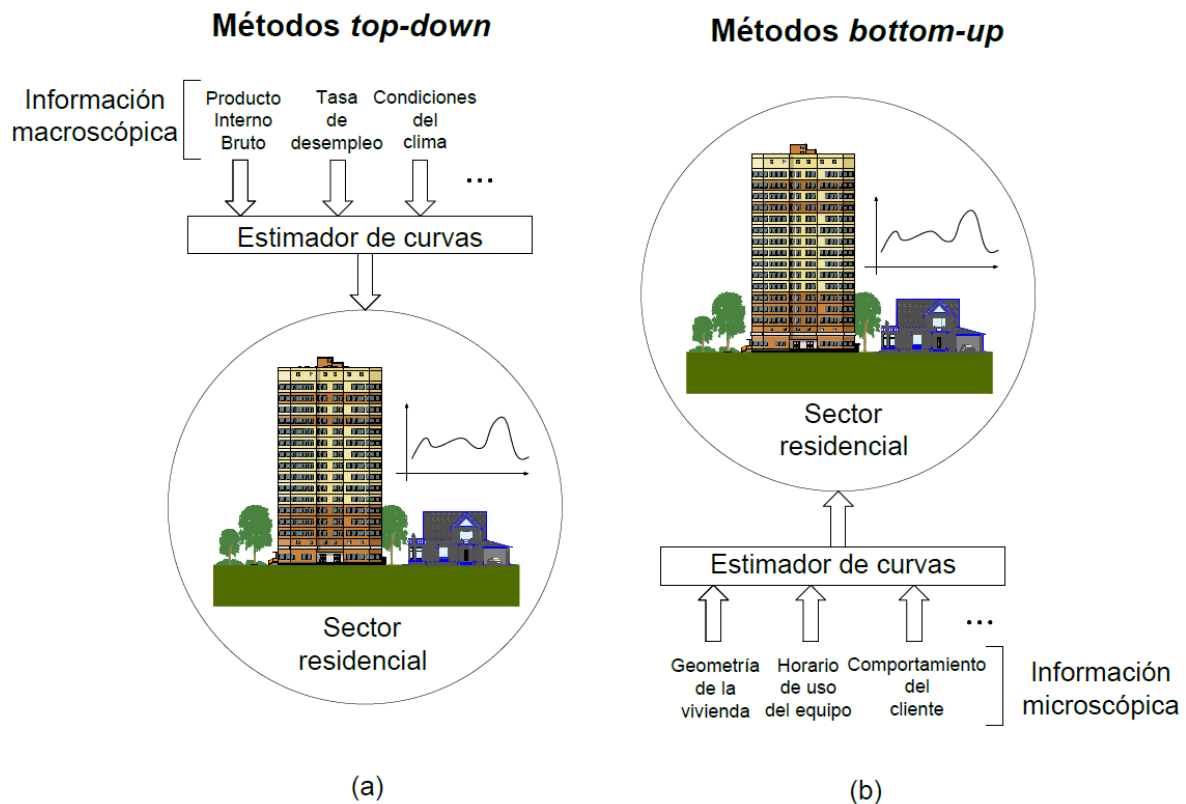 Métodos top-down
Información
macroscópica
Producto
Interno
Bruto
Tasa
de
desempleo
Condiciones
del
clima
...
Estimador de curvas
Sector
residencial
(a)
Métodos bottom-up
Sector
residencial
Estimador de curvas
...
Geometría
de la
vivienda
Horario
de uso
del equipo
Comportamiento
del
cliente
Información
microscópica
(b)